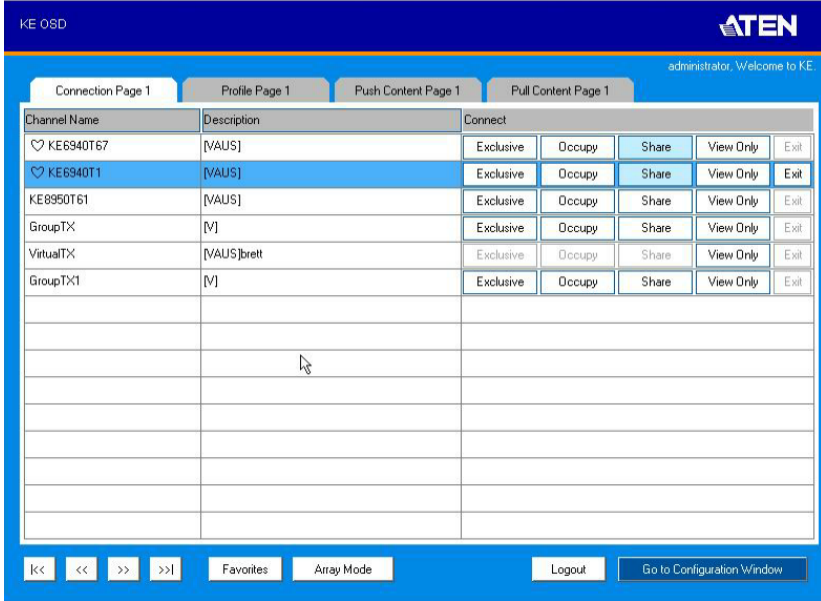 KE OSD
ATEN
administrator, Welcome to KE.
Connection Page 1 Profile Page 1 Push Content Page 1 Pull Content Page 1
Channel Name Description Connect
KE6940T67 [VAUS] Exclusive Occupy Share View Only Exit
KE6940T1 [VAUS] Exclusive Occupy Share View Only Exit
KE8950T61 [VAUS] Exclusive Occupy Share View Only Exit
GroupTX [V] Exclusive Occupy Share View Only Exit
VirtualTX [VAUS]brett Exclusive Occupy Share View Only Exit
GroupTX1 [V] Exclusive Occupy Share View Only Exit
|<< << >> >>| Favorites Array Mode Logout Go to Configuration Window